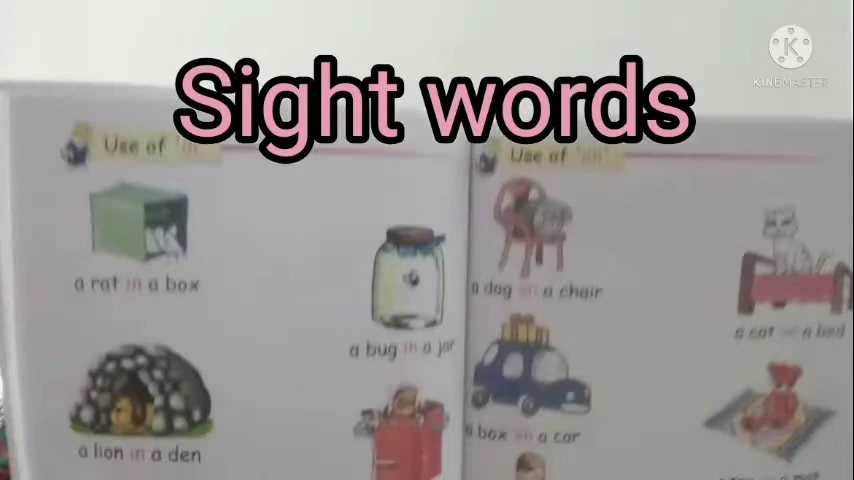 Sight words
KINEMASTER
Use of 'in'
a rat in a box
a bug in a jar
a lion in a den
Use of 'on'
a dog on a chair
a cat on a bed
a box on a car